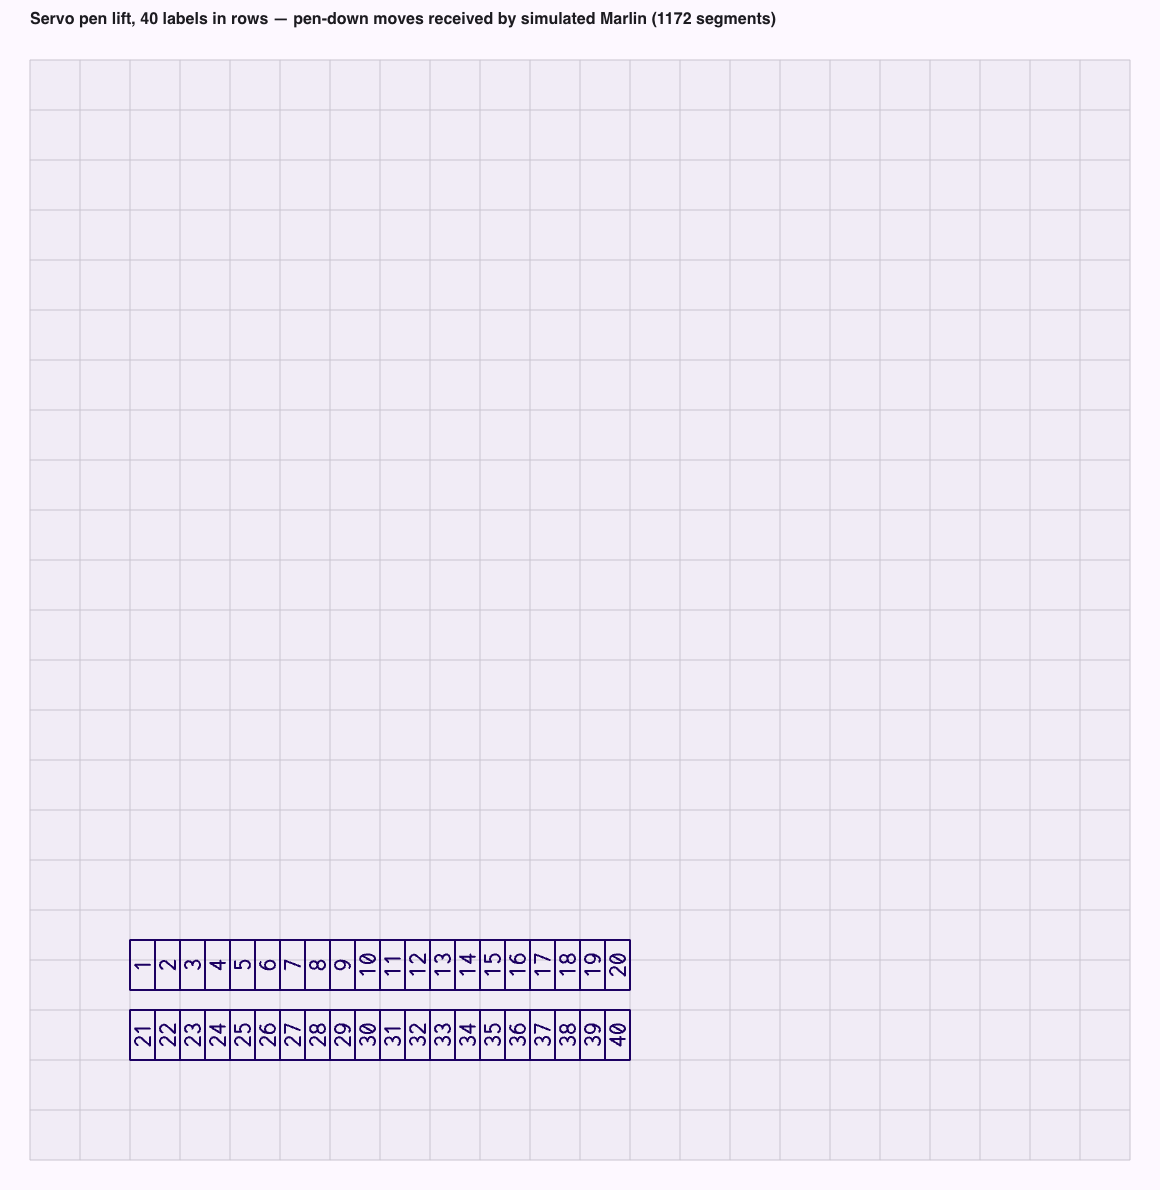 Servo pen lift, 40 labels in rows — pen-down moves received by simulated Marlin (1172 segments)
1 2 3 4 5 6 7 8 9 10 11 12 13 14 15 16 17 18 19 20
21 22 23 24 25 26 27 28 29 30 31 32 33 34 35 36 37 38 39 40